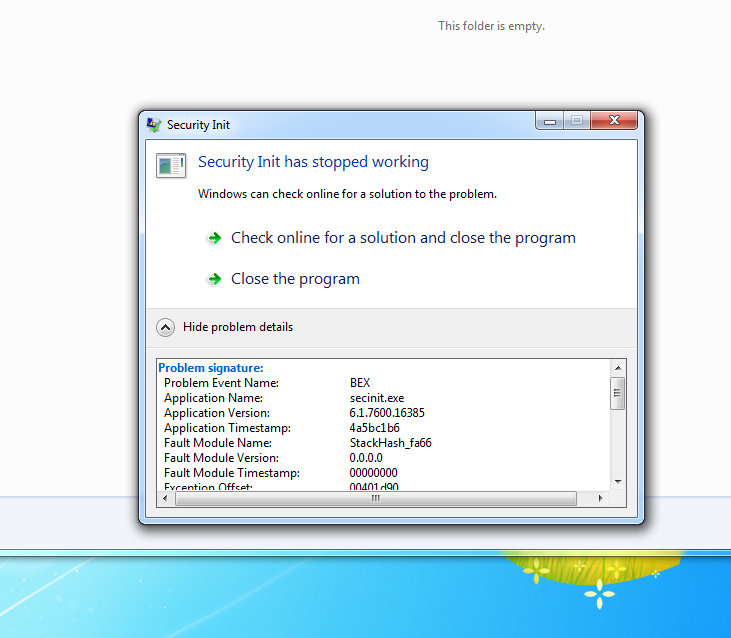 This folder is empty.
Security Init
Security Init has stopped working
Windows can check online for a solution to the problem.
Check online for a solution and close the program
Close the program
Hide problem details
Problem signature:
Problem Event Name: BEX
Application Name: secinit.exe
Application Version: 6.1.7600.16385
Application Timestamp: 4a5bc1b6
Fault Module Name: StackHash_fa66
Fault Module Version: 0.0.0.0
Fault Module Timestamp: 00000000
Exception Offset: 00401d90